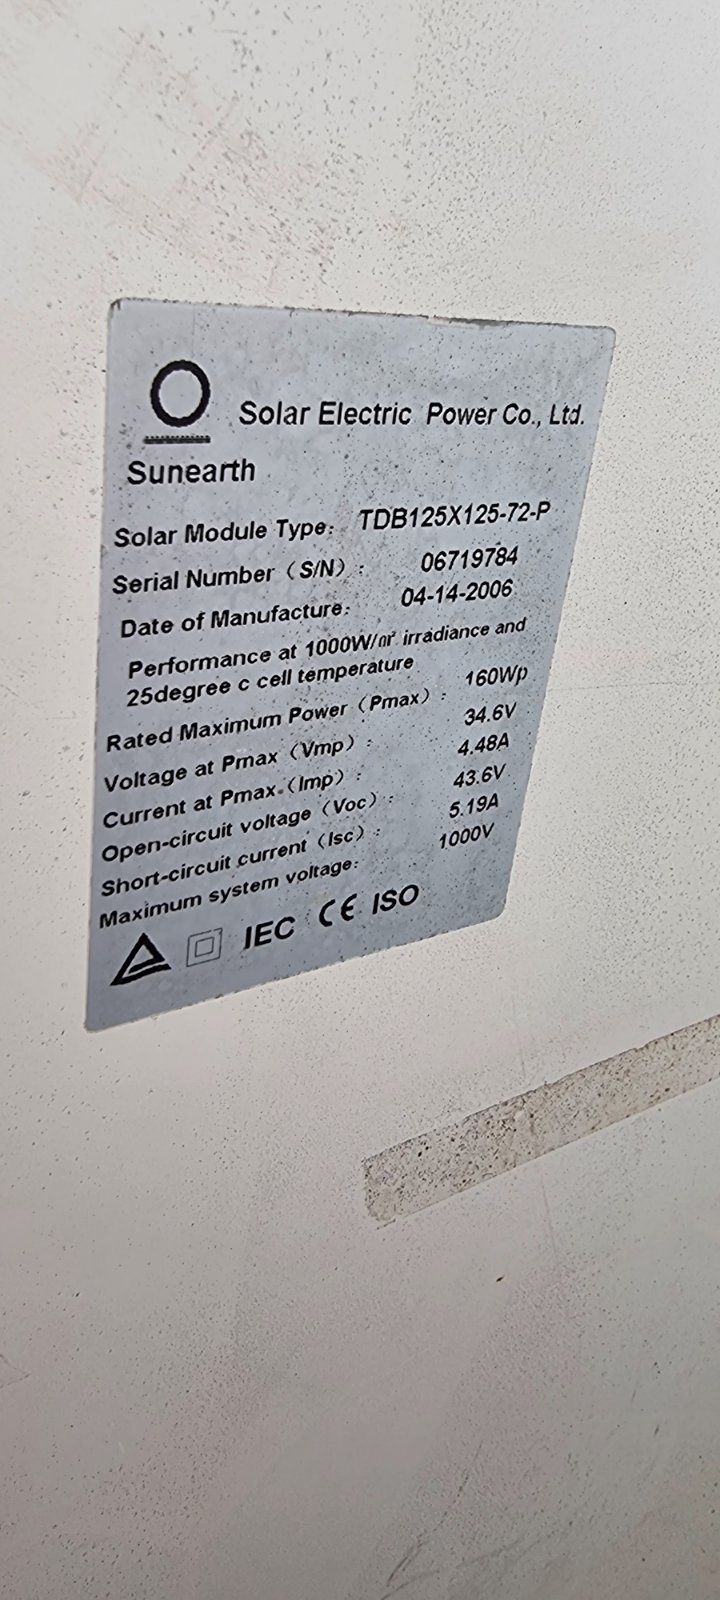 Solar Electric Power Co., Ltd.
Sunearth
Solar Module Type: TDB125X125-72-P
Serial Number (S/N): 06719784
Date of Manufacture: 04-14-2006
Performance at 1000W/㎡ irradiance and
25degree c cell temperature
Rated Maximum Power (Pmax): 160Wp
Voltage at Pmax (Vmp): 34.6V
Current at Pmax.(Imp): 4.48A
Open-circuit voltage (Voc): 43.6V
Short-circuit current (Isc): 5.19A
Maximum system voltage: 1000V
IEC CE ISO